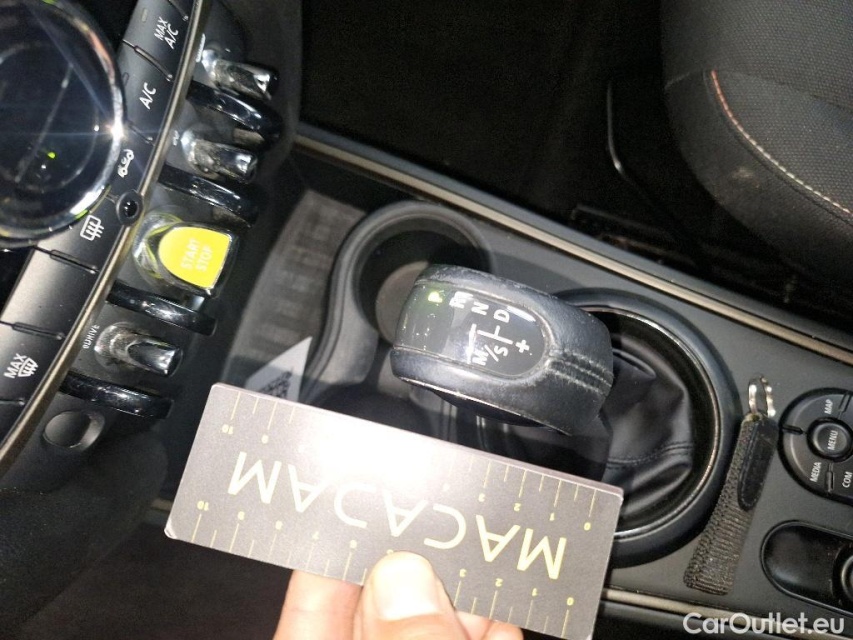 MAX
A/C
A/C
START
STOP
MAX
P
R
N
D
M/S +
MACADAM
MAP
MENU
MEDIA
COM
CarOutlet.eu